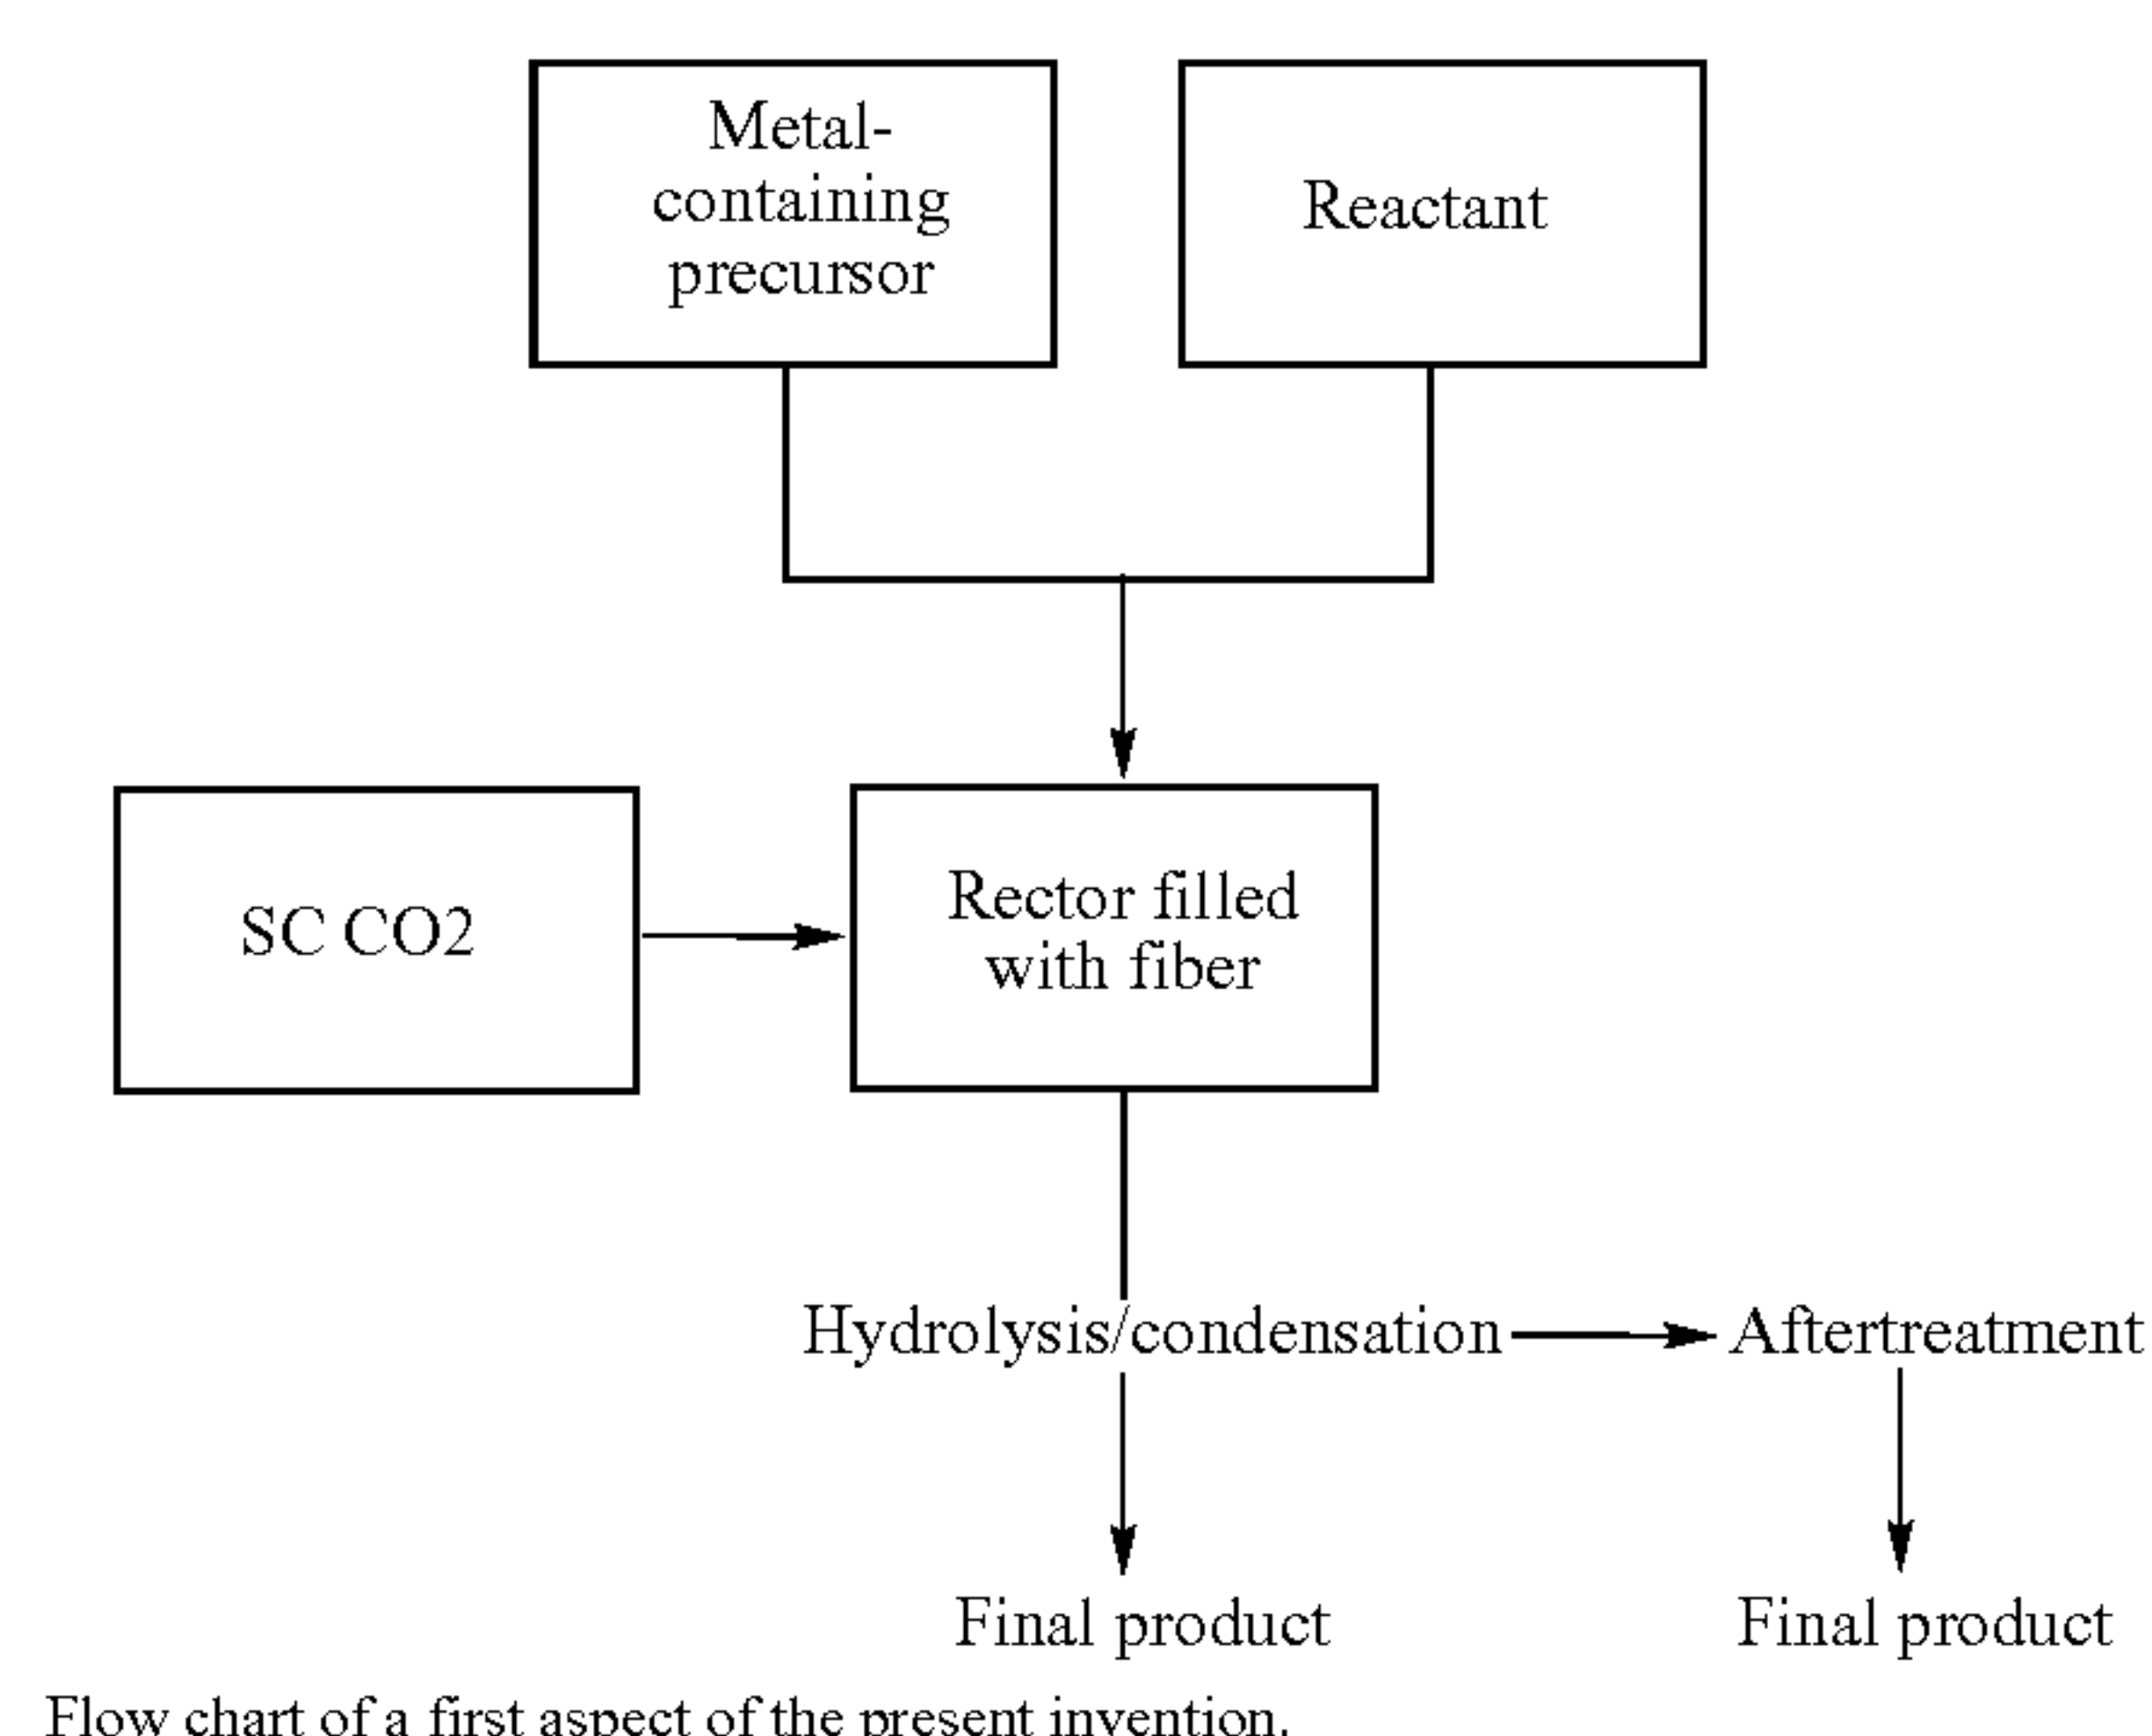 Metal-
containing
precursor
Reactant
SC CO2
Rector filled
with fiber
Hydrolysis/condensation
Aftertreatment
Final product
Final product
Flow chart of a first aspect of the present invention.